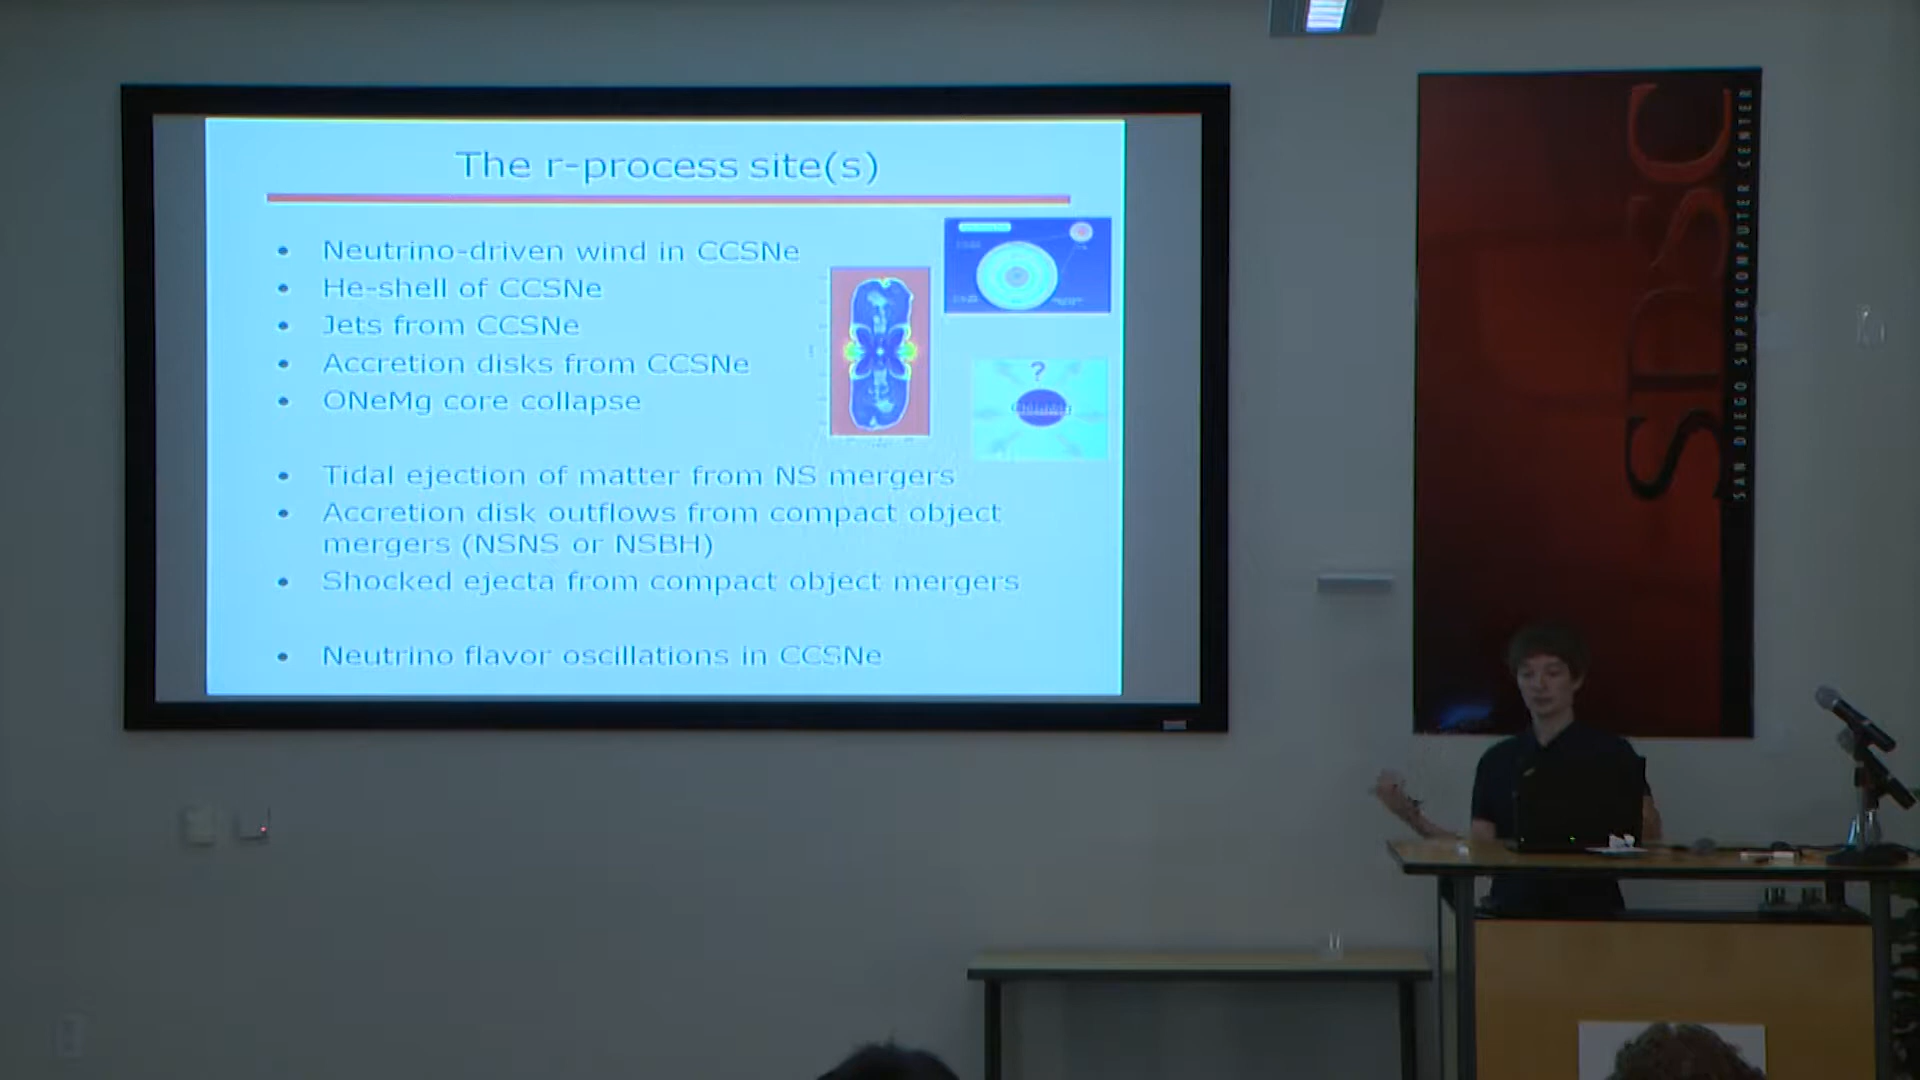 The r-process site(s)
• Neutrino-driven wind in CCSNe
• He-shell of CCSNe
• Jets from CCSNe
• Accretion disks from CCSNe
• ONeMg core collapse
?
• Tidal ejection of matter from NS mergers
• Accretion disk outflows from compact object
mergers (NSNS or NSBH)
• Shocked ejecta from compact object mergers
• Neutrino flavor oscillations in CCSNe
SDSC
SAN DIEGO SUPERCOMPUTER CENTER